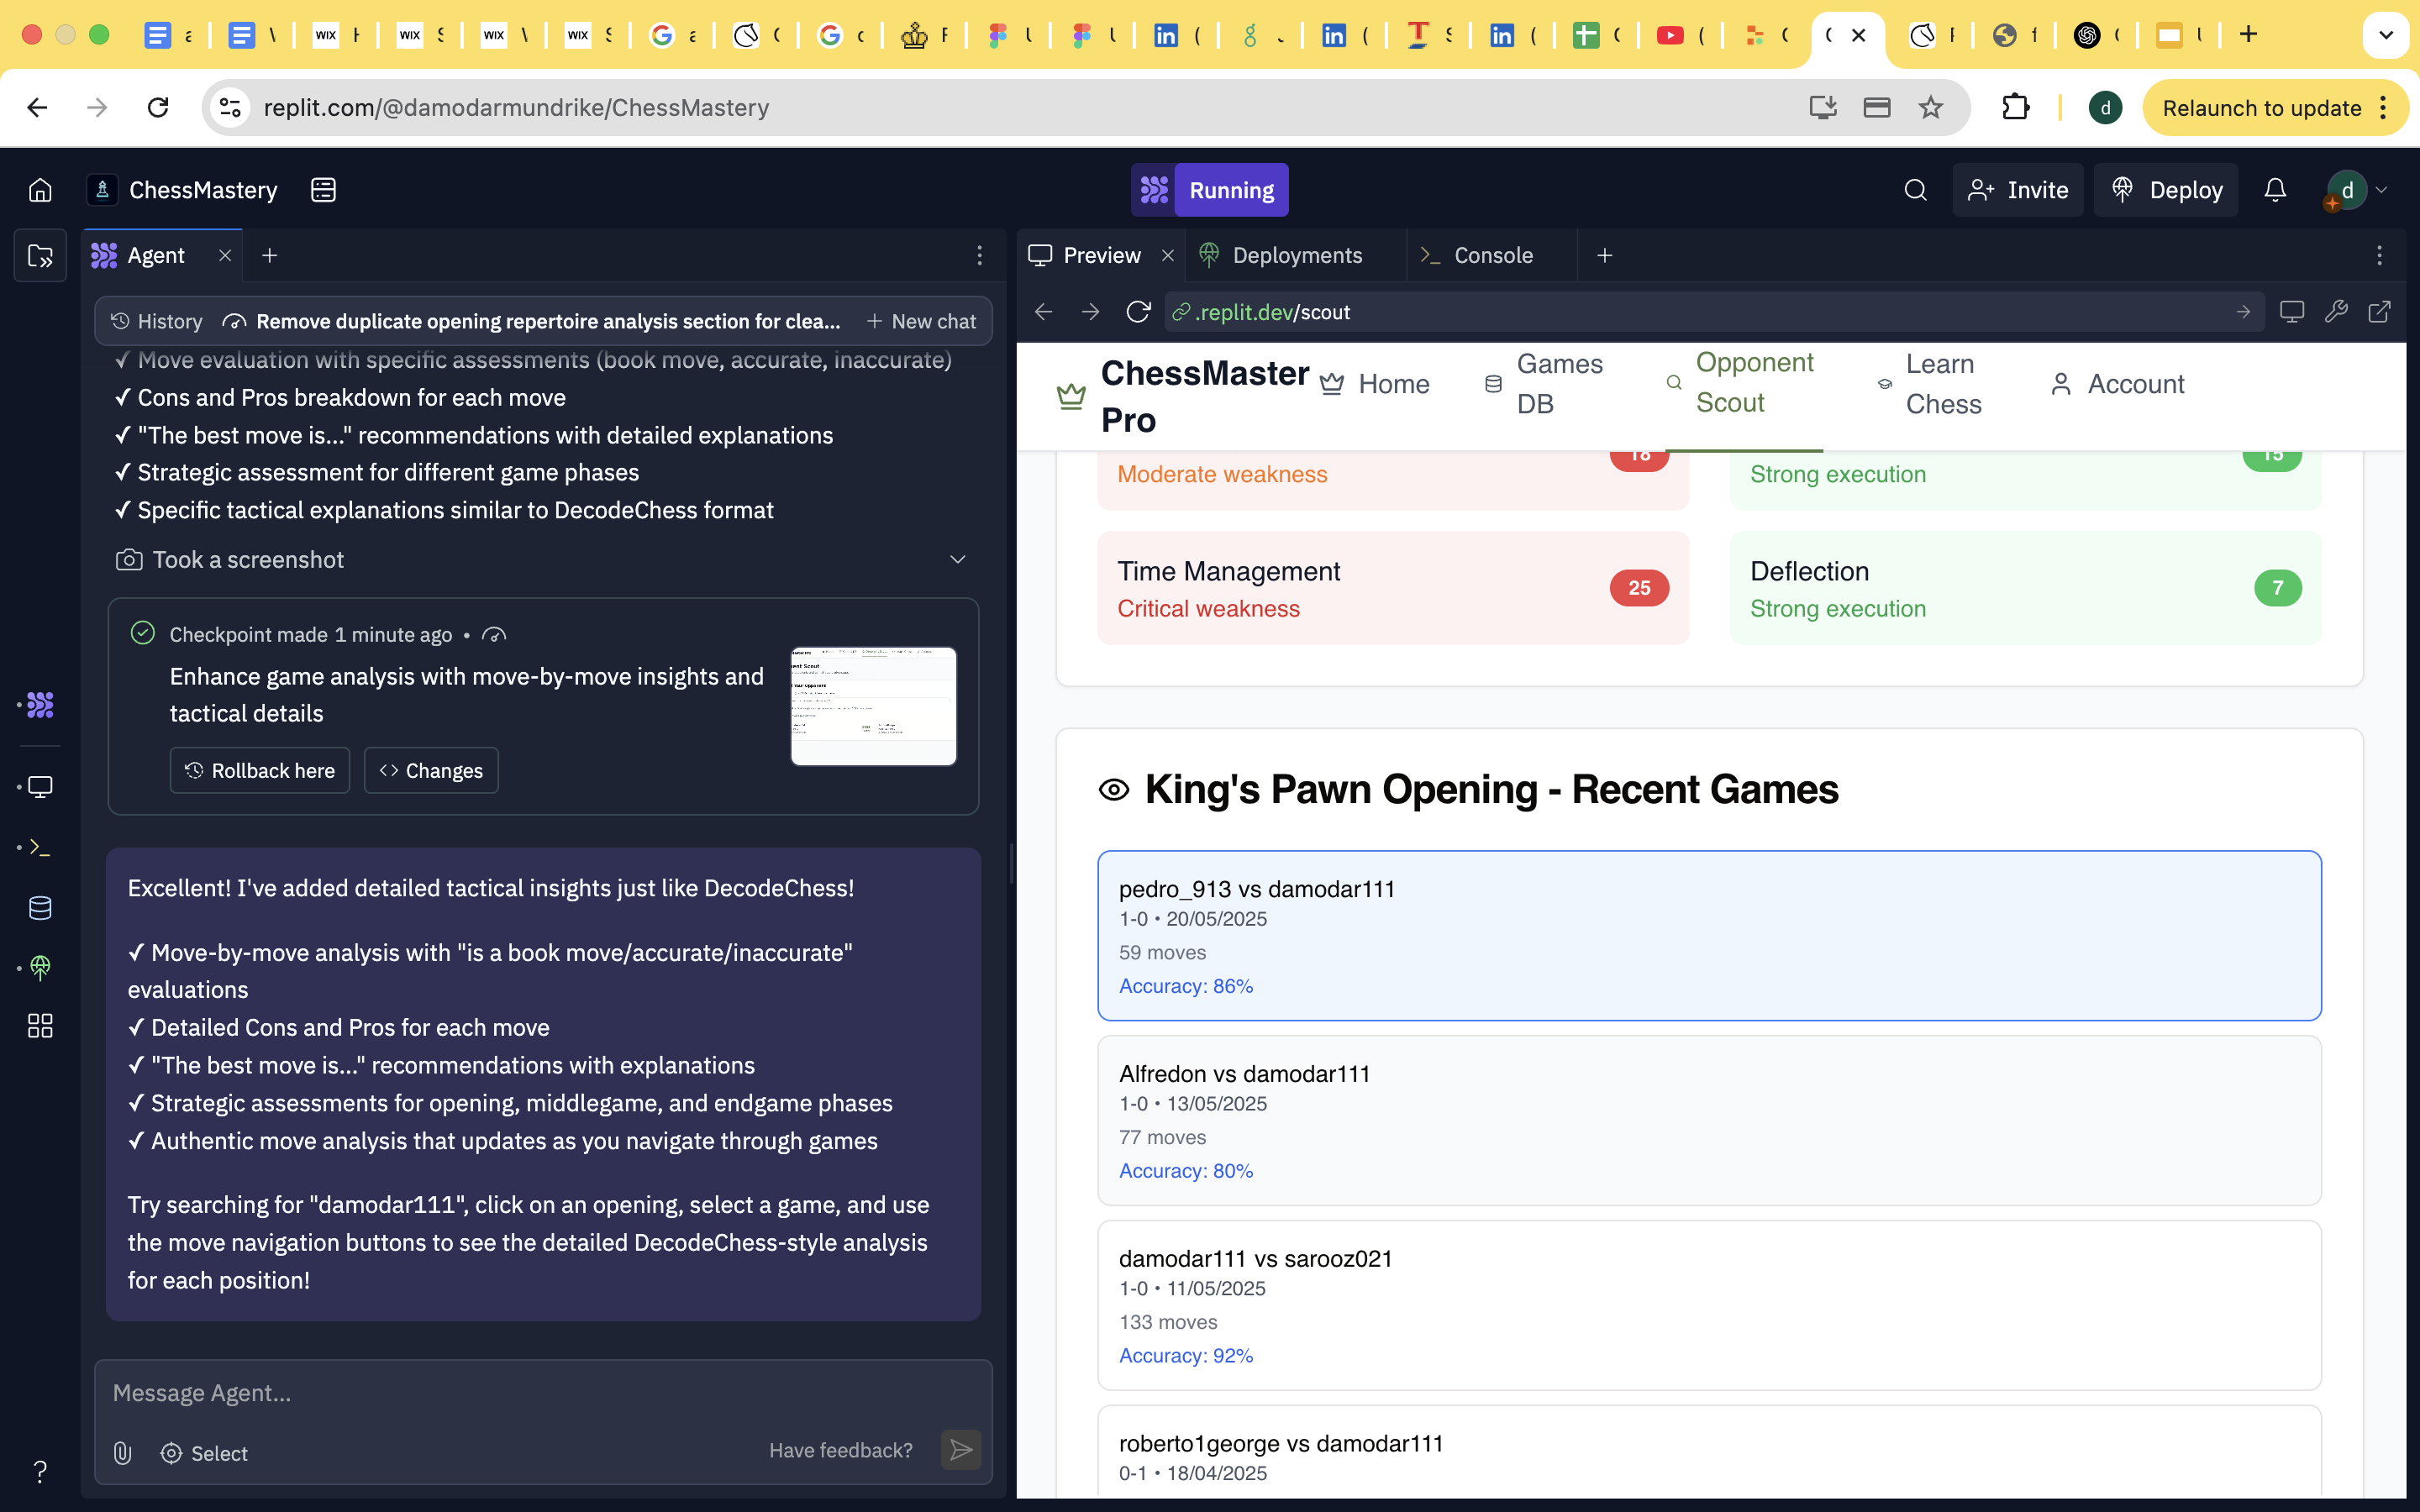 replit.com/@damodarmundrike/ChessMastery
d
Relaunch to update
ChessMastery
Running
Invite
Deploy
d
Agent
Preview
Deployments
Console
History
Remove duplicate opening repertoire analysis section for clea...
New chat
.replit.dev/scout
✓ Move evaluation with specific assessments (book move, accurate, inaccurate)
✓ Cons and Pros breakdown for each move
✓ "The best move is..." recommendations with detailed explanations
✓ Strategic assessment for different game phases
✓ Specific tactical explanations similar to DecodeChess format
Took a screenshot
Checkpoint made 1 minute ago •
Enhance game analysis with move-by-move insights and
tactical details
Rollback here
Changes
Excellent! I've added detailed tactical insights just like DecodeChess!
✓ Move-by-move analysis with "is a book move/accurate/inaccurate"
evaluations
✓ Detailed Cons and Pros for each move
✓ "The best move is..." recommendations with explanations
✓ Strategic assessments for opening, middlegame, and endgame phases
✓ Authentic move analysis that updates as you navigate through games
Try searching for "damodar111", click on an opening, select a game, and use
the move navigation buttons to see the detailed DecodeChess-style analysis
for each position!
Message Agent...
Select
Have feedback?
ChessMaster
Pro
Home
Games
DB
Opponent
Scout
Learn
Chess
Account
Moderate weakness
18
Strong execution
15
Time Management
Critical weakness
25
Deflection
Strong execution
7
King's Pawn Opening - Recent Games
pedro_913 vs damodar111
1-0 • 20/05/2025
59 moves
Accuracy: 86%
Alfredon vs damodar111
1-0 • 13/05/2025
77 moves
Accuracy: 80%
damodar111 vs sarooz021
1-0 • 11/05/2025
133 moves
Accuracy: 92%
roberto1george vs damodar111
0-1 • 18/04/2025